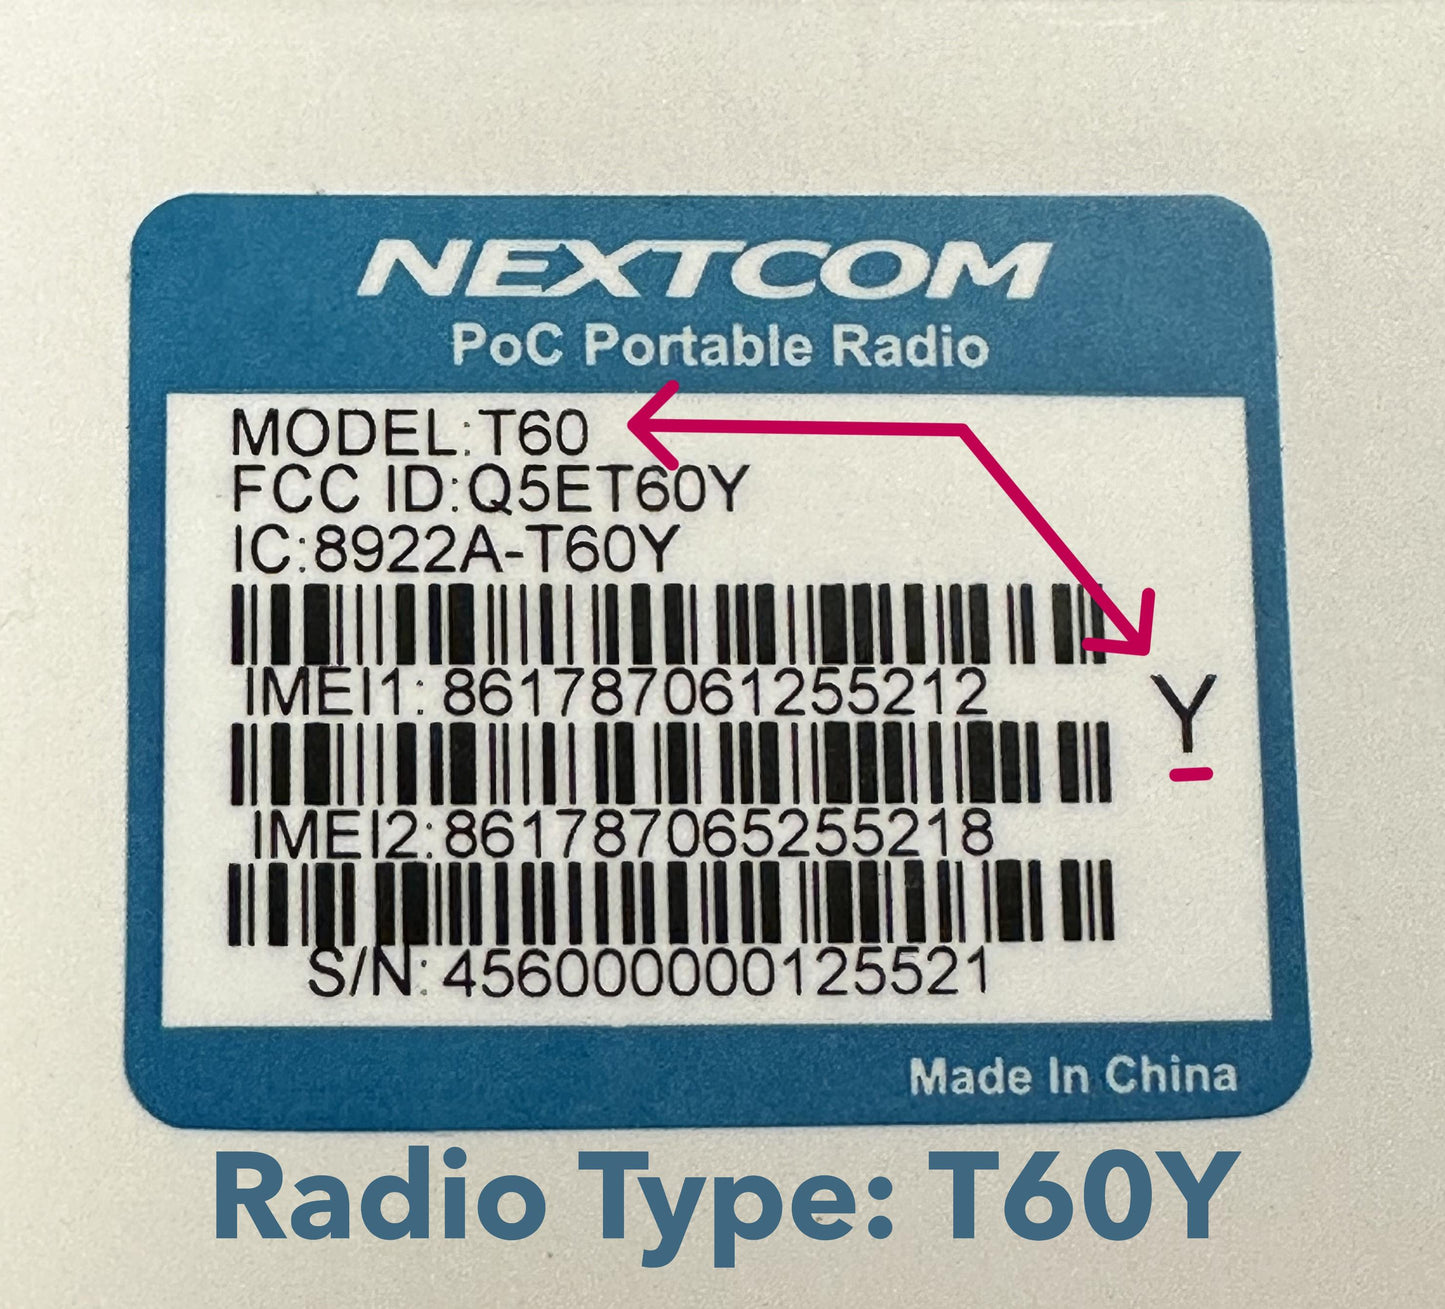 NEXTCOM
PoC Portable Radio
MODEL:T60
FCC ID:Q5ET60Y
IC:8922A-T60Y
IMEI1: 861787061255212
Y
IMEI2:861787065255218
S/N: 456000000125521
Made In China
Radio Type: T60Y